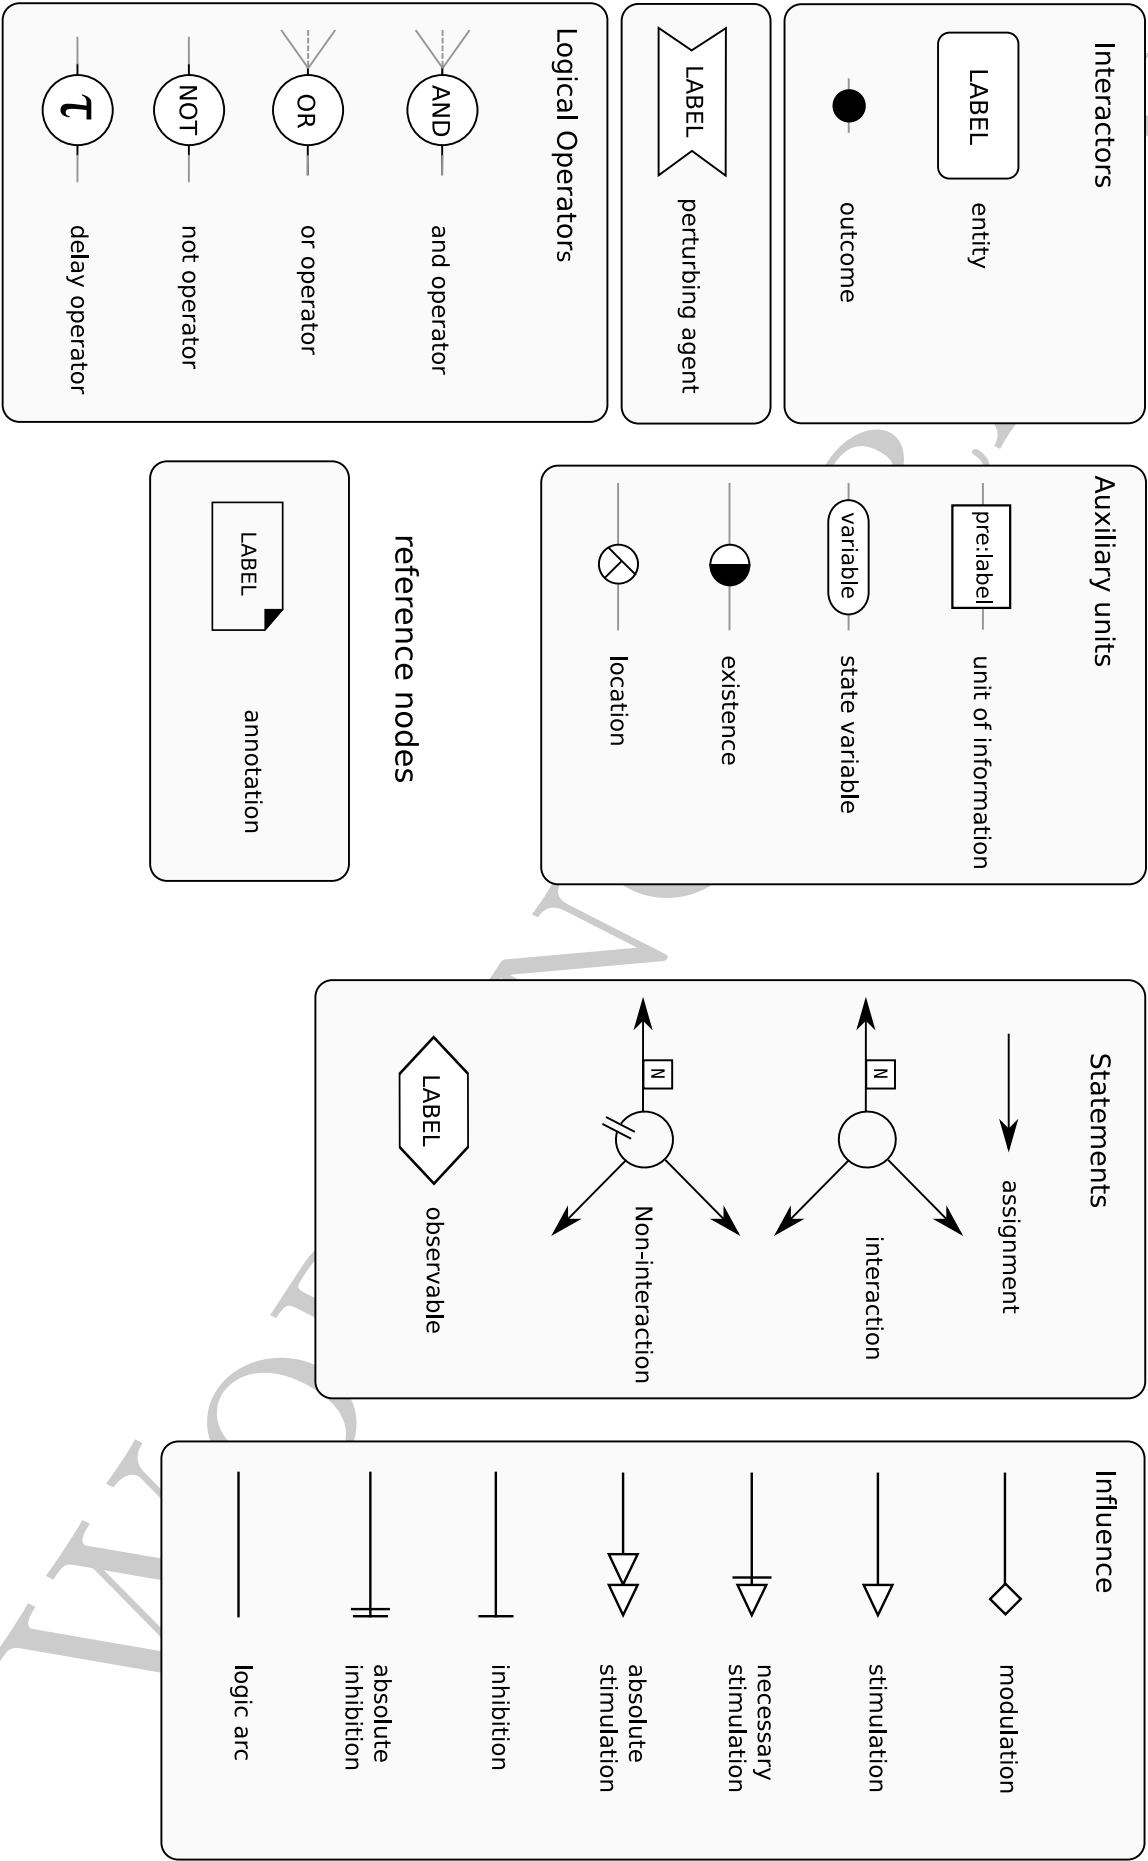 Interactors
LABEL
entity
outcome
LABEL
perturbing agent
Logical Operators
AND
and operator
OR
or operator
NOT
not operator
τ
delay operator
Auxiliary units
pre:label
unit of information
variable
state variable
existence
location
reference nodes
LABEL
annotation
Statements
assignment
N
interaction
N
Non-interaction
LABEL
observable
Influence
modulation
stimulation
necessary
stimulation
absolute
stimulation
inhibition
absolute
inhibition
logic arc